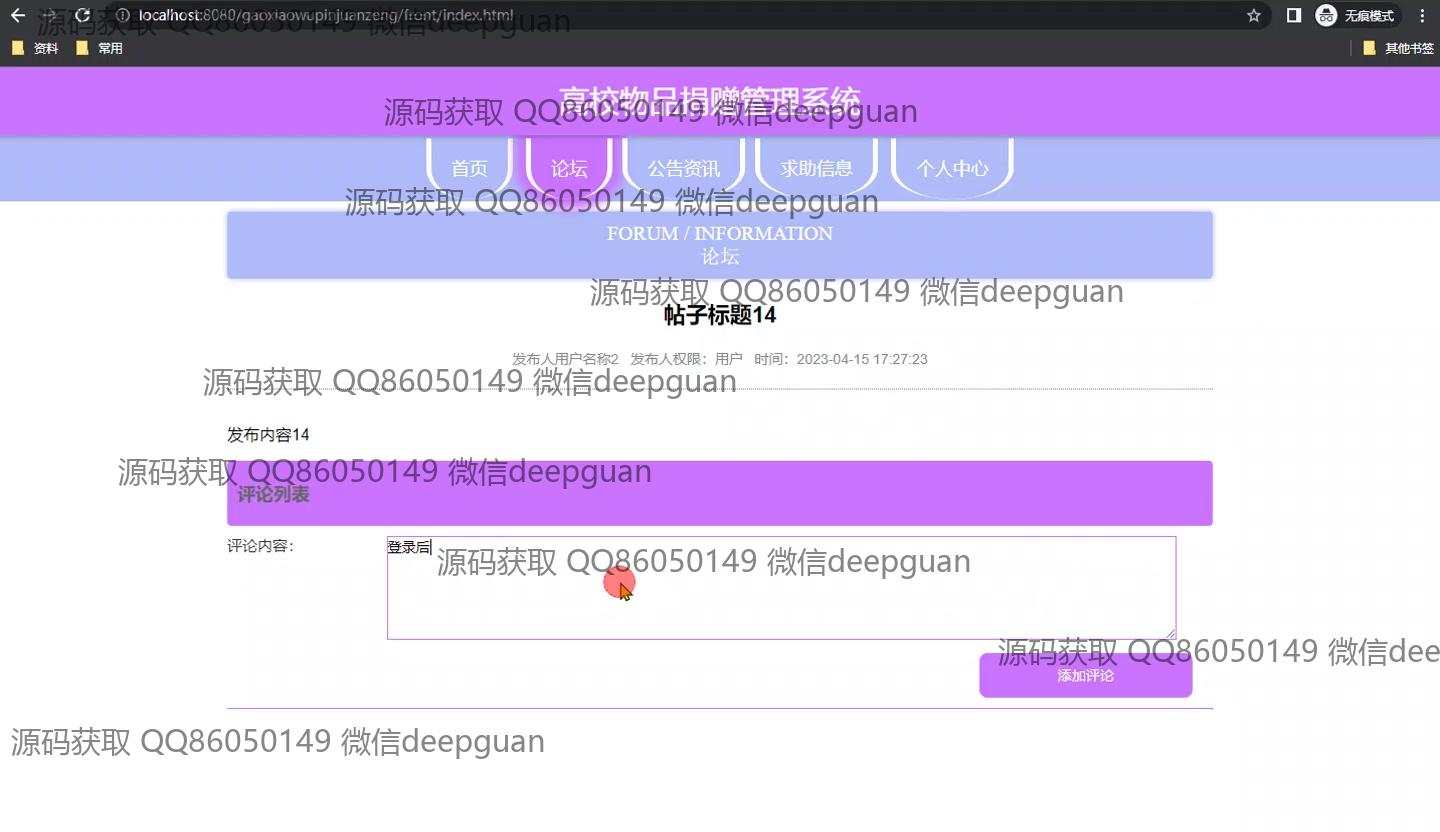 localhost:8080/gaoxiaowupinjuanzeng/front/index.html
无痕模式
源码获取 QQ86050149 微信deepguan
资料 常用 其他书签
高校物品捐赠管理系统
源码获取 QQ86050149 微信deepguan
首页 论坛 公告资讯 求助信息 个人中心
源码获取 QQ86050149 微信deepguan
FORUM / INFORMATION
论坛
源码获取 QQ86050149 微信deepguan
帖子标题14
发布人用户名称2 发布人权限：用户 时间：2023-04-15 17:27:23
源码获取 QQ86050149 微信deepguan
发布内容14
源码获取 QQ86050149 微信deepguan
评论列表
评论内容：
登录后
源码获取 QQ86050149 微信deepguan
源码获取 QQ86050149 微信dee
添加评论
源码获取 QQ86050149 微信deepguan